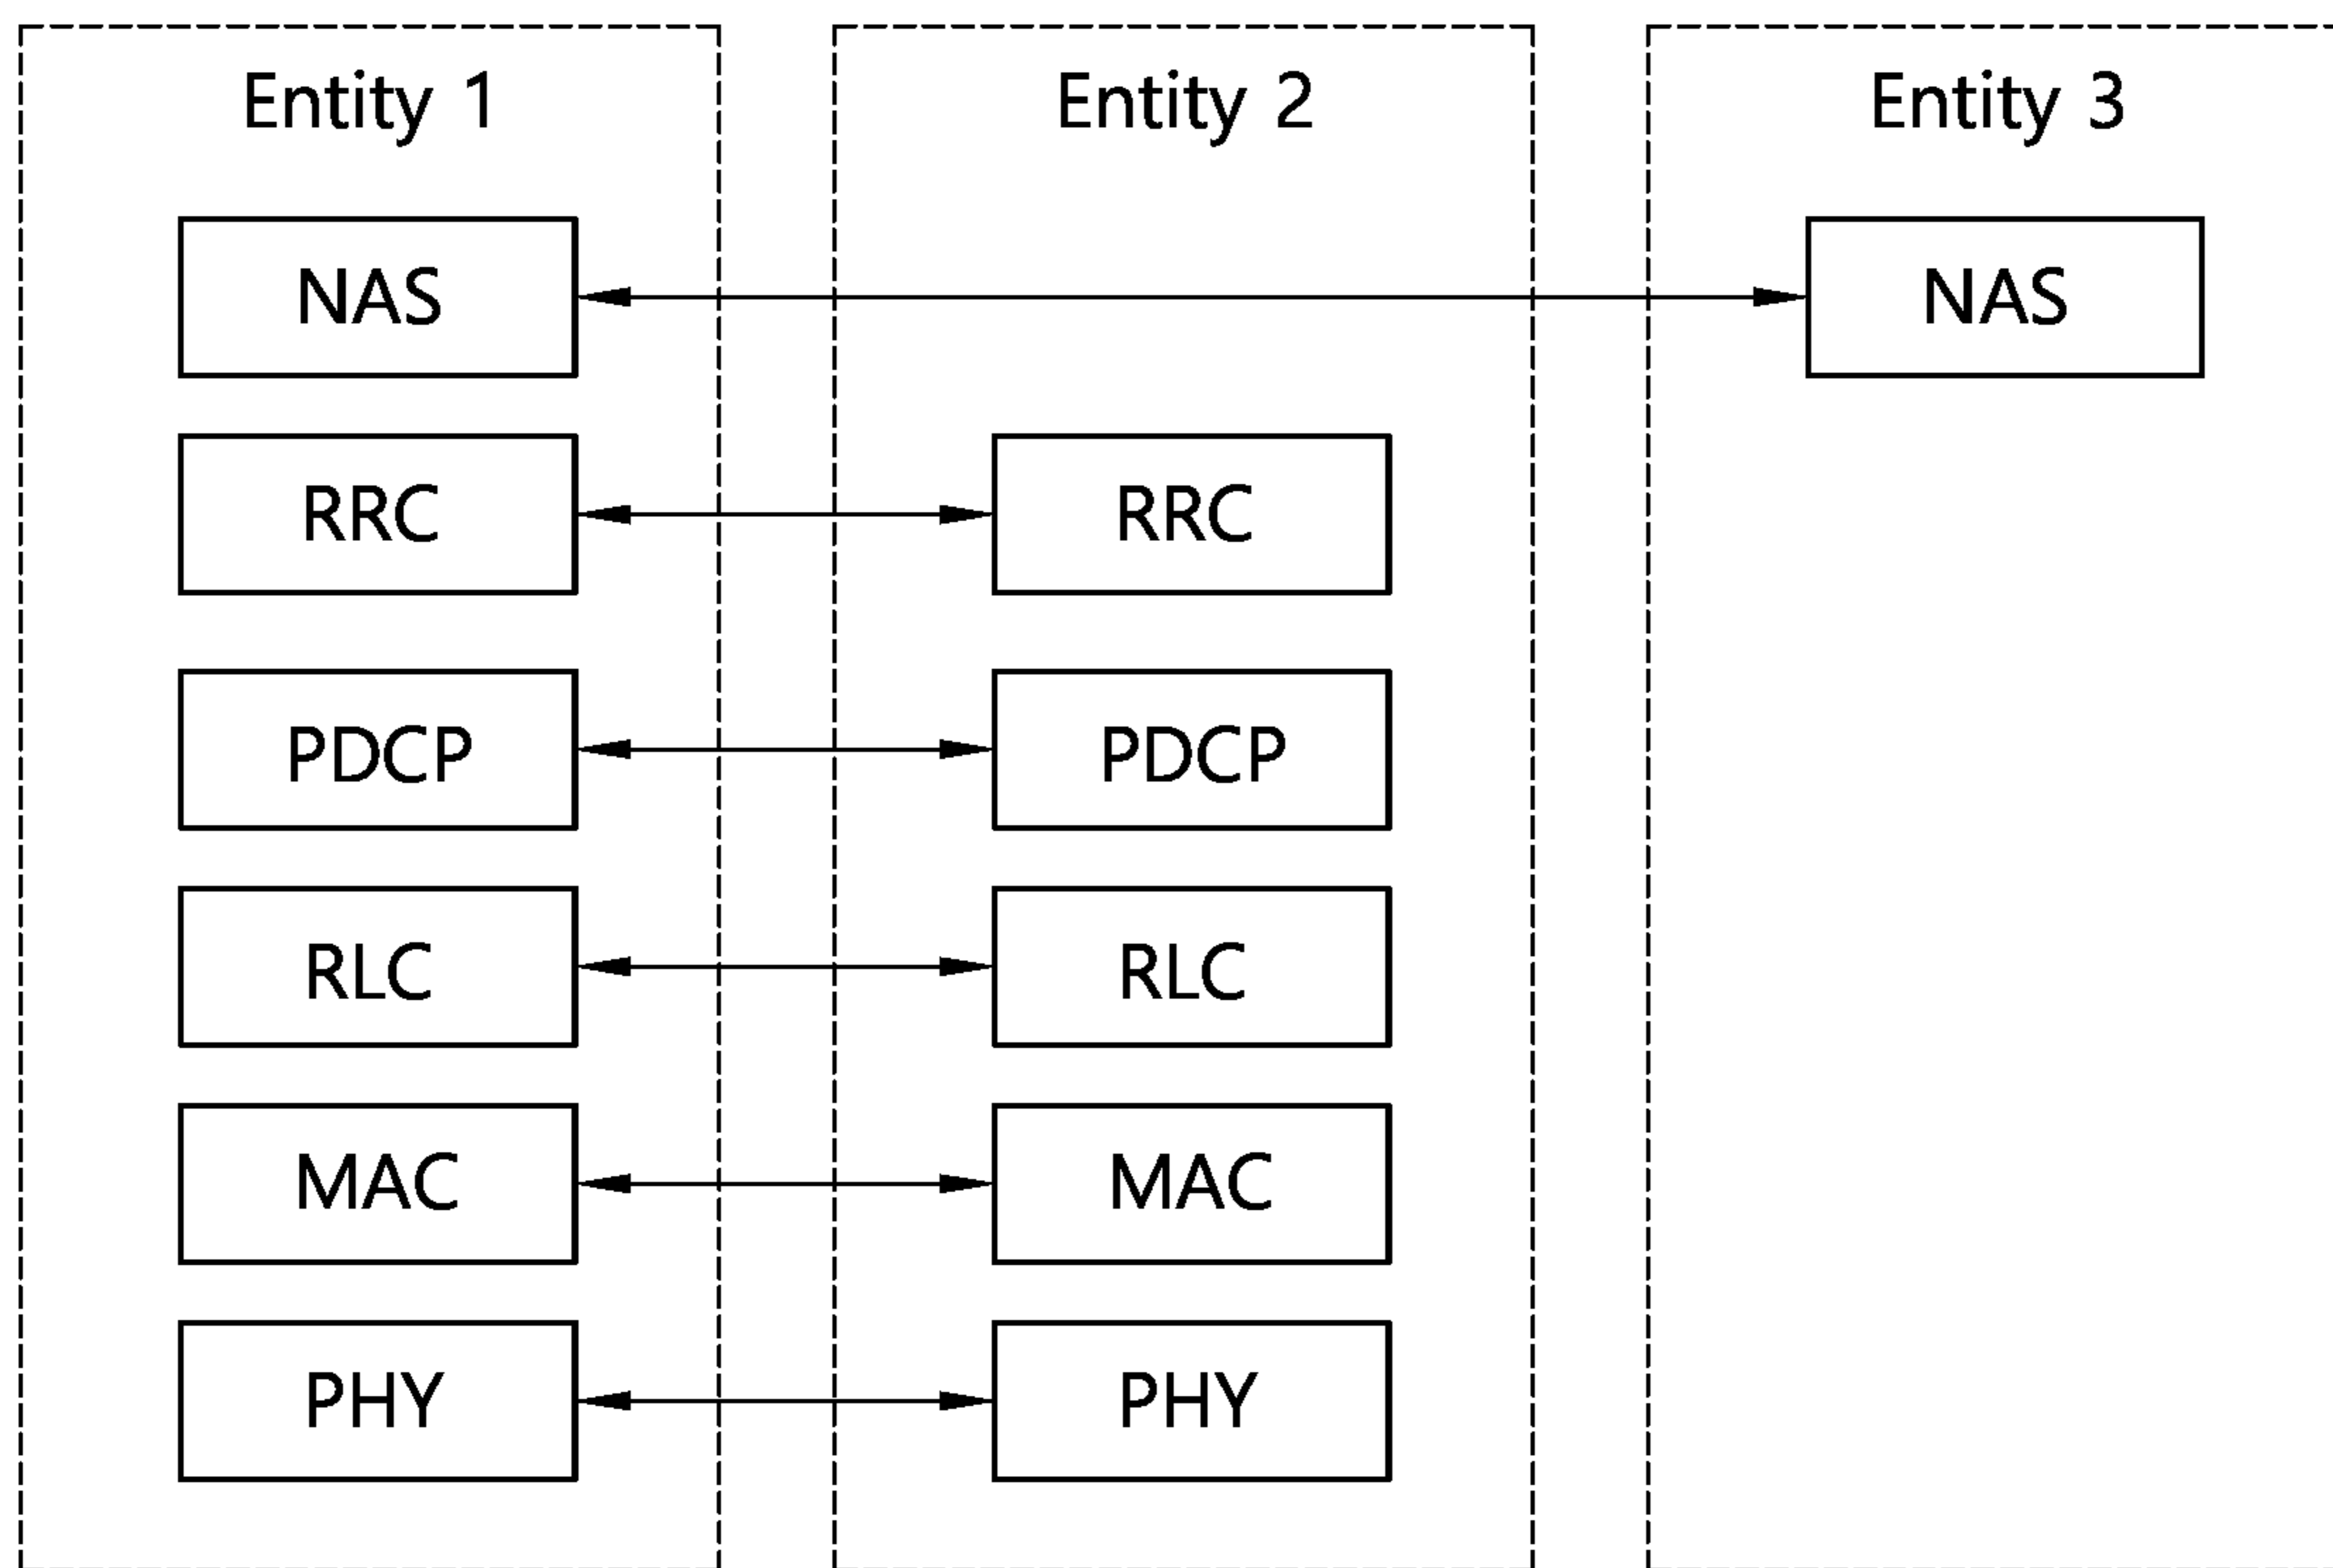 Entity 1
Entity 2
Entity 3
NAS
NAS
RRC
RRC
PDCP
PDCP
RLC
RLC
MAC
MAC
PHY
PHY